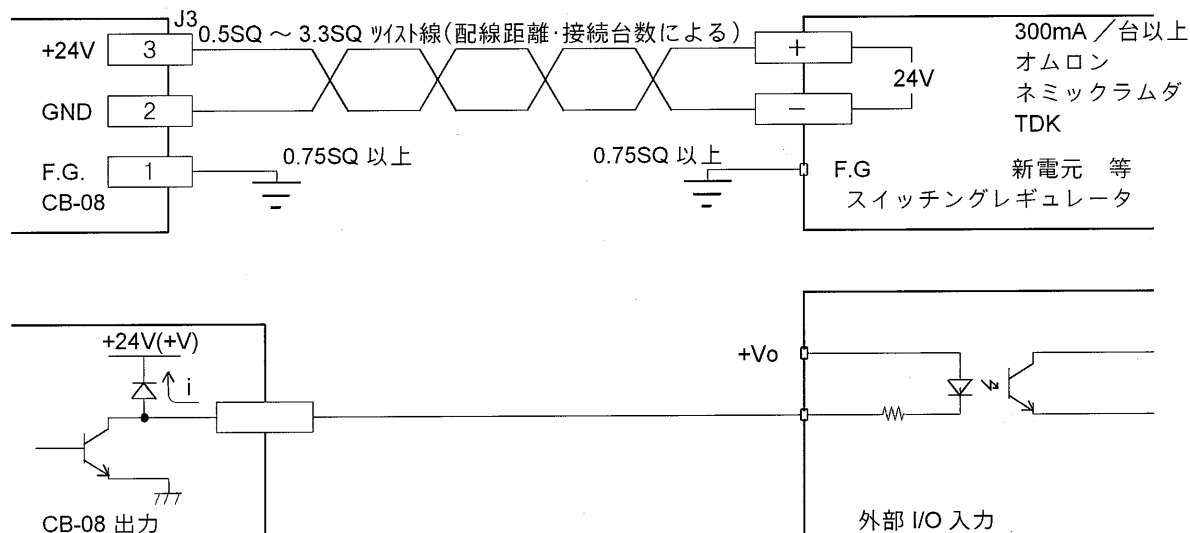 J3
0.5SQ ～ 3.3SQ ﾂｲｽﾄ線(配線距離･接続台数による)
+24V
3
GND
2
F.G.
1
CB-08
0.75SQ 以上
0.75SQ 以上
+
−
24V
F.G
300mA ／台以上
オムロン
ネミックラムダ
TDK
新電元 等
スイッチングレギュレータ
+24V(+V)
i
CB-08 出力
+Vo
外部 I/O 入力